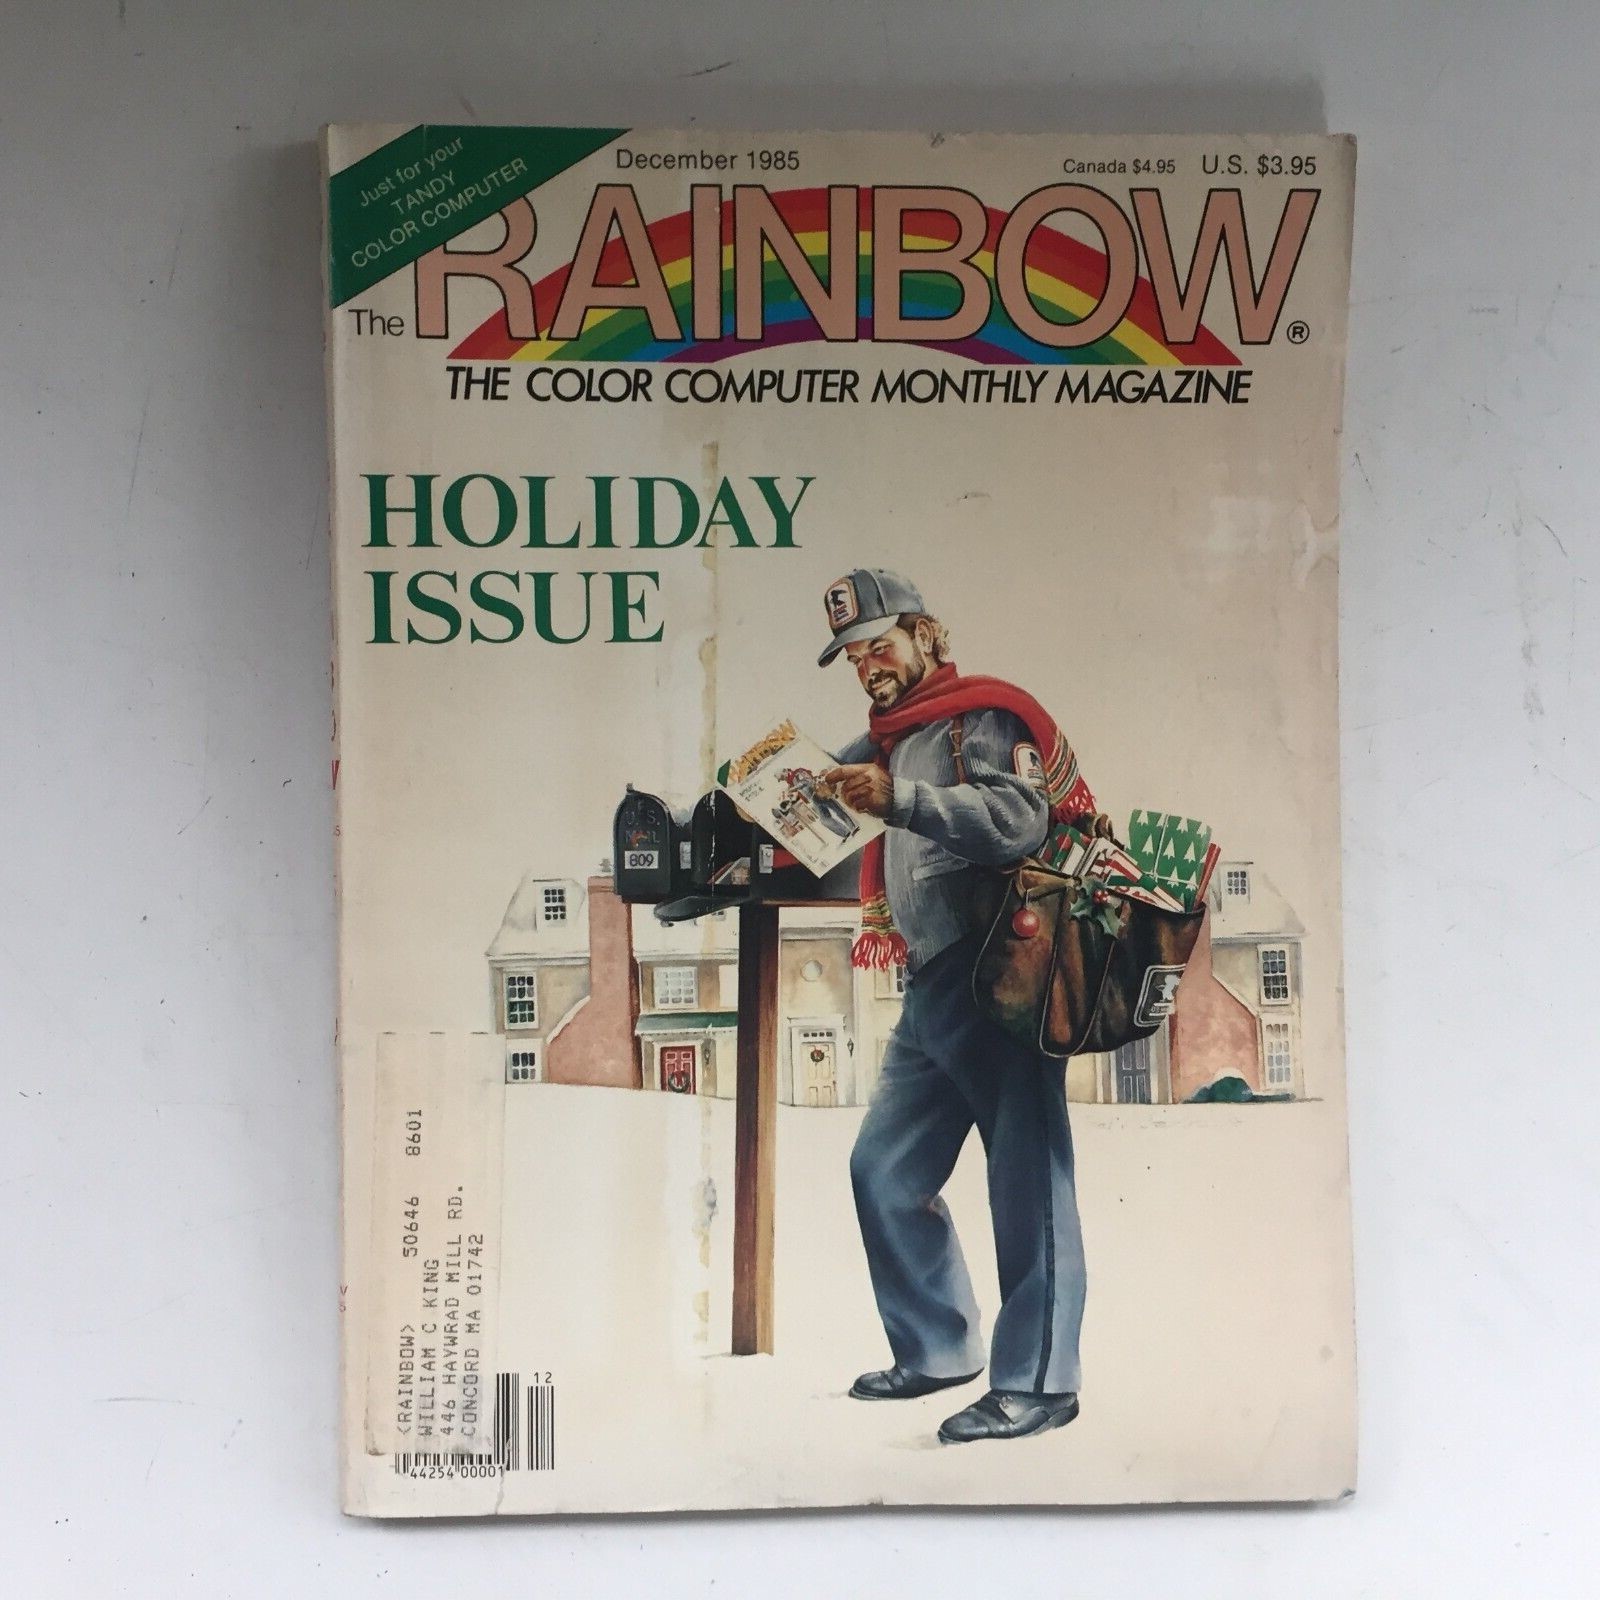 Just for your
TANDY
COLOR COMPUTER
December 1985
Canada $4.95 U.S. $3.95
The RAINBOW®
THE COLOR COMPUTER MONTHLY MAGAZINE
HOLIDAY
ISSUE
RAINBOW
U.S.
MAIL
809
<RAINBOW> 50646 8601
WILLIAM C KING
446 HAYWRAD MILL RD.
CONCORD MA 01742
12
44254 00001